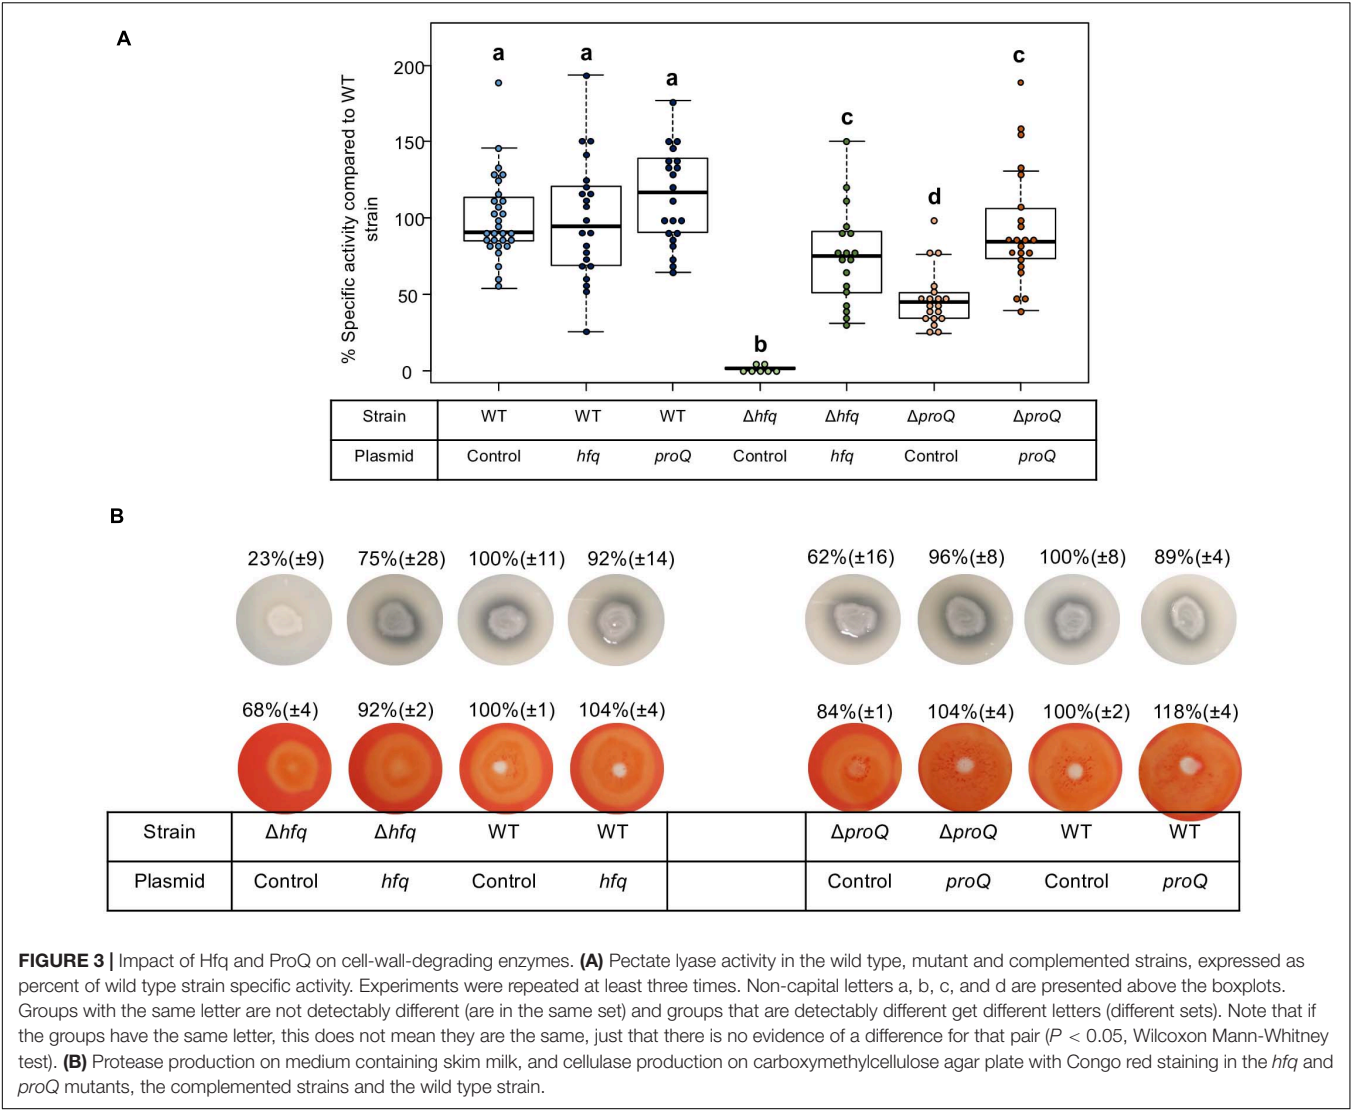 A
% Specific activity compared to WT
strain
200
150
100
50
0
a
a
a
b
c
d
c
Strain WT WT WT Δhfq Δhfq ΔproQ ΔproQ
Plasmid Control hfq proQ Control hfq Control proQ
B
23%(±9) 75%(±28) 100%(±11) 92%(±14) 62%(±16) 96%(±8) 100%(±8) 89%(±4)
68%(±4) 92%(±2) 100%(±1) 104%(±4) 84%(±1) 104%(±4) 100%(±2) 118%(±4)
Strain Δhfq Δhfq WT WT ΔproQ ΔproQ WT WT
Plasmid Control hfq Control hfq Control proQ Control proQ
FIGURE 3 | Impact of Hfq and ProQ on cell-wall-degrading enzymes. (A) Pectate lyase activity in the wild type, mutant and complemented strains, expressed as
percent of wild type strain specific activity. Experiments were repeated at least three times. Non-capital letters a, b, c, and d are presented above the boxplots.
Groups with the same letter are not detectably different (are in the same set) and groups that are detectably different get different letters (different sets). Note that if
the groups have the same letter, this does not mean they are the same, just that there is no evidence of a difference for that pair (P < 0.05, Wilcoxon Mann-Whitney
test). (B) Protease production on medium containing skim milk, and cellulase production on carboxymethylcellulose agar plate with Congo red staining in the hfq and
proQ mutants, the complemented strains and the wild type strain.